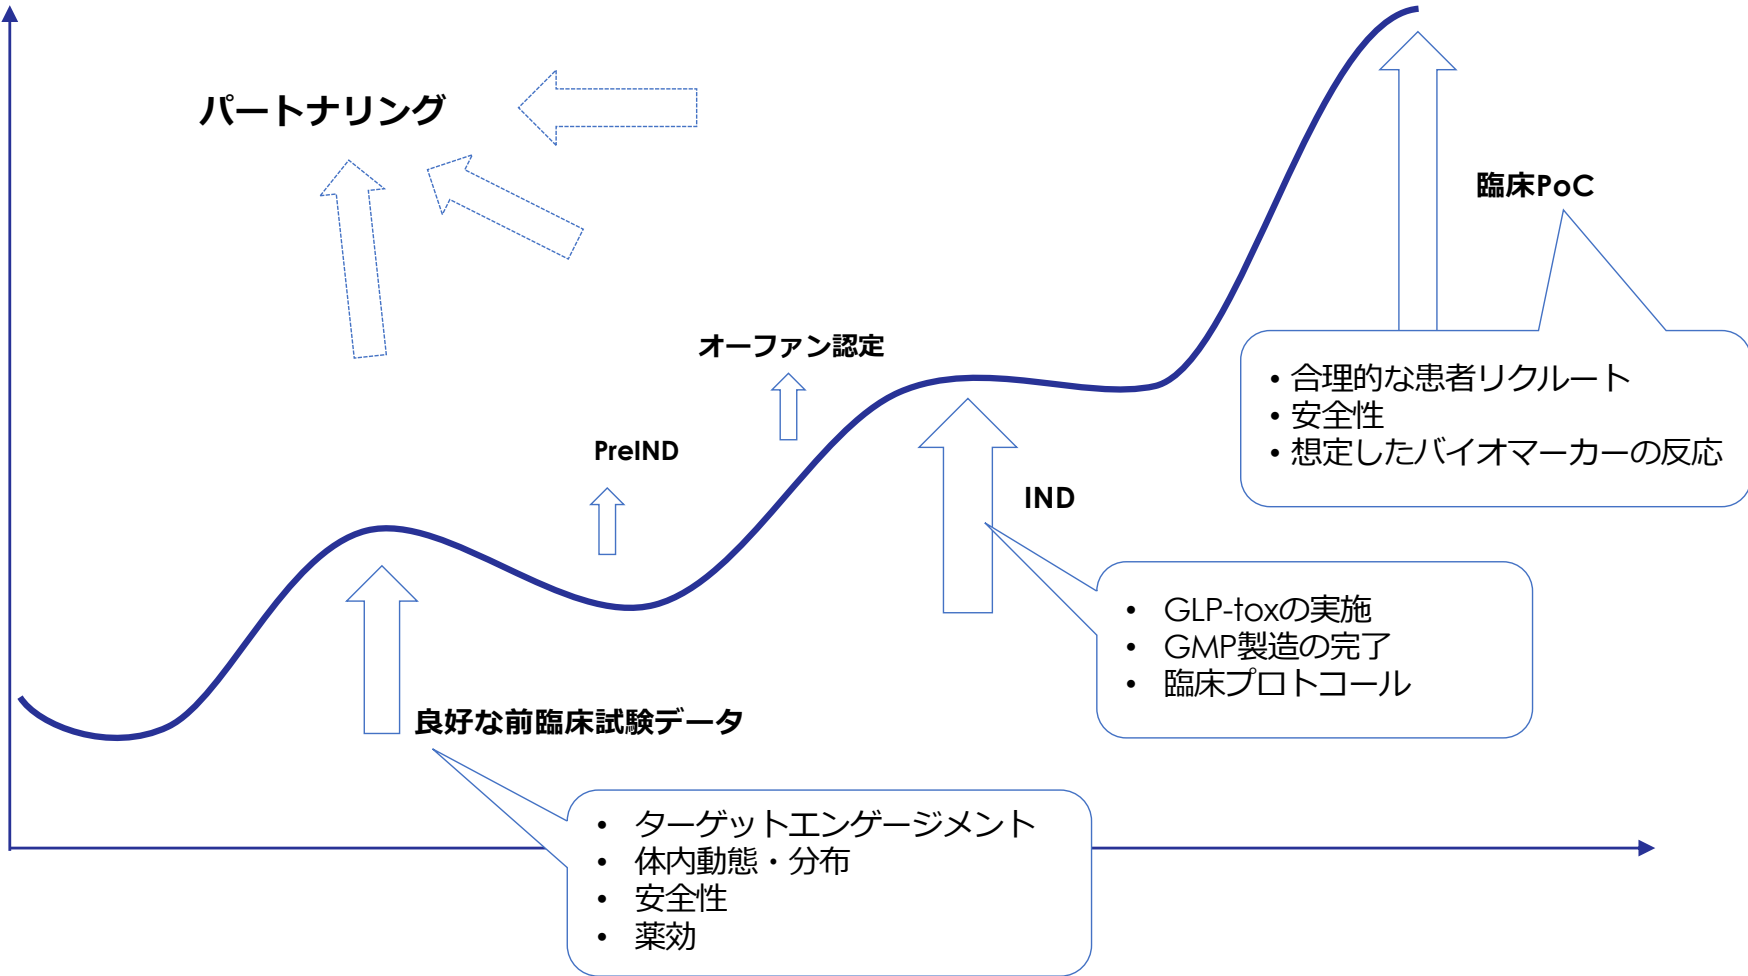 パートナリング
臨床PoC
オーファン認定
• 合理的な患者リクルート
• 安全性
• 想定したバイオマーカーの反応
PreIND
IND
• GLP-toxの実施
• GMP製造の完了
• 臨床プロトコール
良好な前臨床試験データ
• ターゲットエンゲージメント
• 体内動態・分布
• 安全性
• 薬効